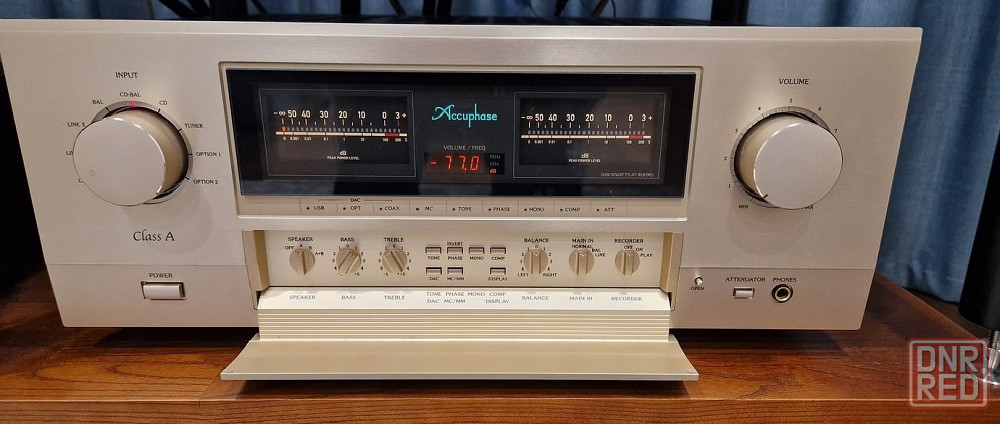 INPUT
CD-BAL
BAL
CD
LINE
TUNER
OPTION 1
OPTION 2
-∞ 50 40 30 20 10 0 3 +
dB
PEAK POWER LEVEL
Accuphase
VOLUME / FREQ
-77.0
MHz
kHz
dB
-∞ 50 40 30 20 10 0 3 +
dB
PEAK POWER LEVEL
VOLUME
MIN
DAC
USB OPT COAX MC TONE PHASE MONO COMP ATT
Class A
POWER
SPEAKER
OFF A B A+B
BASS
TREBLE
INVERT
TONE PHASE MONO COMP
DAC MC/MM DISPLAY
BALANCE
LEFT RIGHT
MAIN IN
NORMAL
BAL
LINE
RECORDER
OFF ON
PLAY
OPEN
ATTENUATOR
PHONES
SPEAKER BASS TREBLE TONE PHASE MONO COMP BALANCE MAIN IN RECORDER
DAC MC/MM DISPLAY
DNR
RED